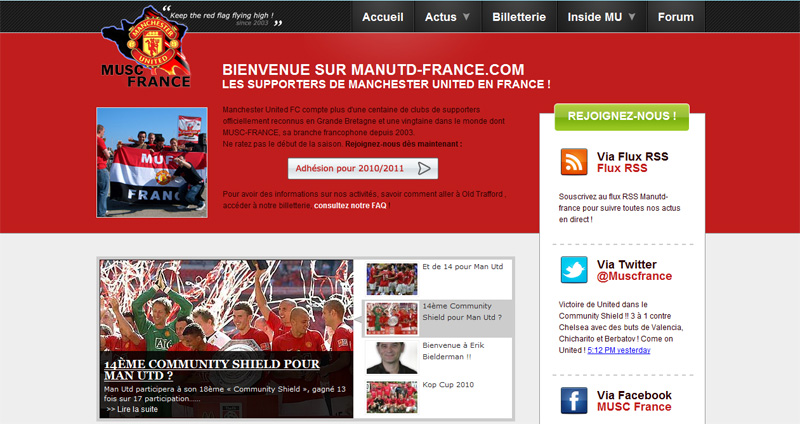 “ Keep the red flag flying high !
since 2003 ”
MANCHESTER
UNITED
MUSC
FRANCE
Accueil
Actus
Billetterie
Inside MU
Forum
BIENVENUE SUR MANUTD-FRANCE.COM
LES SUPPORTERS DE MANCHESTER UNITED EN FRANCE !
MUF
FRANC
Manchester United FC compte plus d'une centaine de clubs de supporters
officiellement reconnus en Grande Bretagne et une vingtaine dans le monde dont
MUSC-FRANCE, sa branche francophone depuis 2003.
Ne ratez pas le début de la saison. Rejoignez-nous dès maintenant :
Adhésion pour 2010/2011
Pour avoir des informations sur nos activités, savoir comment aller à Old Trafford ,
accéder à notre billetterie, consultez notre FAQ !
REJOIGNEZ-NOUS !
Via Flux RSS
Flux RSS
Souscrivez au flux RSS Manutd-
france pour suivre toutes nos actus
en direct !
Via Twitter
@Muscfrance
Victoire de United dans le
Community Shield !! 3 à 1 contre
Chelsea avec des buts de Valencia,
Chicharito et Berbatov ! Come on
United ! 5:12 PM yesterday
Via Facebook
MUSC France
14ÈME COMMUNITY SHIELD POUR
MAN UTD ?
Man Utd participera à son 18ème « Community Shield », gagné 13
fois sur 17 participation.....
>> Lire la suite
Et de 14 pour Man Utd
14ème Community
Shield pour Man Utd ?
Bienvenue à Erik
Bielderman !!
Kop Cup 2010